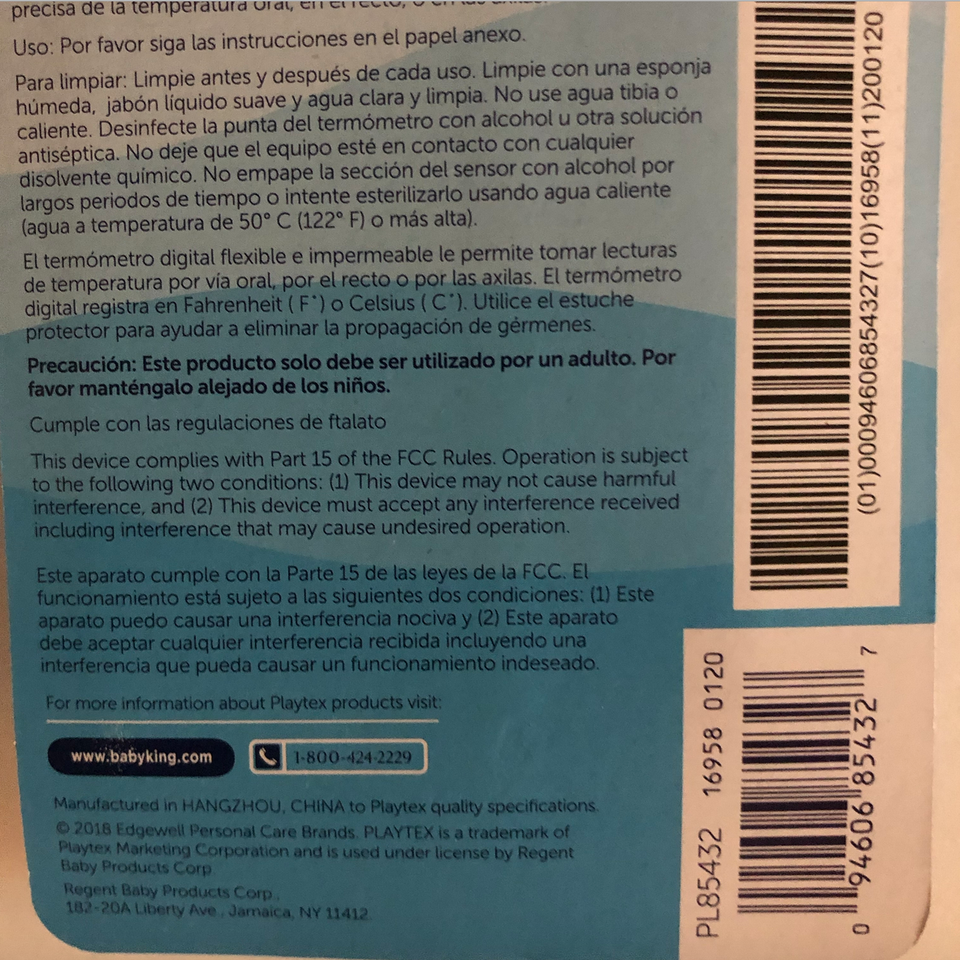 precisa de la temperatura oral, en el recto, o en las axilas.
Uso: Por favor siga las instrucciones en el papel anexo.
Para limpiar: Limpie antes y después de cada uso. Limpie con una esponja
húmeda, jabón líquido suave y agua clara y limpia. No use agua tibia o
caliente. Desinfecte la punta del termómetro con alcohol u otra solución
antiséptica. No deje que el equipo esté en contacto con cualquier
disolvente químico. No empape la sección del sensor con alcohol por
largos periodos de tiempo o intente esterilizarlo usando agua caliente
(agua a temperatura de 50° C (122° F) o más alta).
El termómetro digital flexible e impermeable le permite tomar lecturas
de temperatura por vía oral, por el recto o por las axilas. El termómetro
digital registra en Fahrenheit ( F˚) o Celsius ( C˚). Utilice el estuche
protector para ayudar a eliminar la propagación de gérmenes.
Precaución: Este producto solo debe ser utilizado por un adulto. Por
favor manténgalo alejado de los niños.
Cumple con las regulaciones de ftalato
This device complies with Part 15 of the FCC Rules. Operation is subject
to the following two conditions: (1) This device may not cause harmful
interference, and (2) This device must accept any interference received
including interference that may cause undesired operation.
Este aparato cumple con la Parte 15 de las leyes de la FCC. El
funcionamiento está sujeto a las siguientes dos condiciones: (1) Este
aparato puedo causar una interferencia nociva y (2) Este aparato
debe aceptar cualquier interferencia recibida incluyendo una
interferencia que pueda causar un funcionamiento indeseado.
For more information about Playtex products visit:
www.babyking.com
1-800-424-2229
Manufactured in HANGZHOU, CHINA to Playtex quality specifications.
© 2018 Edgewell Personal Care Brands. PLAYTEX is a trademark of
Playtex Marketing Corporation and is used under license by Regent
Baby Products Corp.
Regent Baby Products Corp.,
182-20A Liberty Ave., Jamaica, NY 11412
(01)00094606854327(10)16958(11)200120
PL85432 16958 0120
0 94606 85432 7